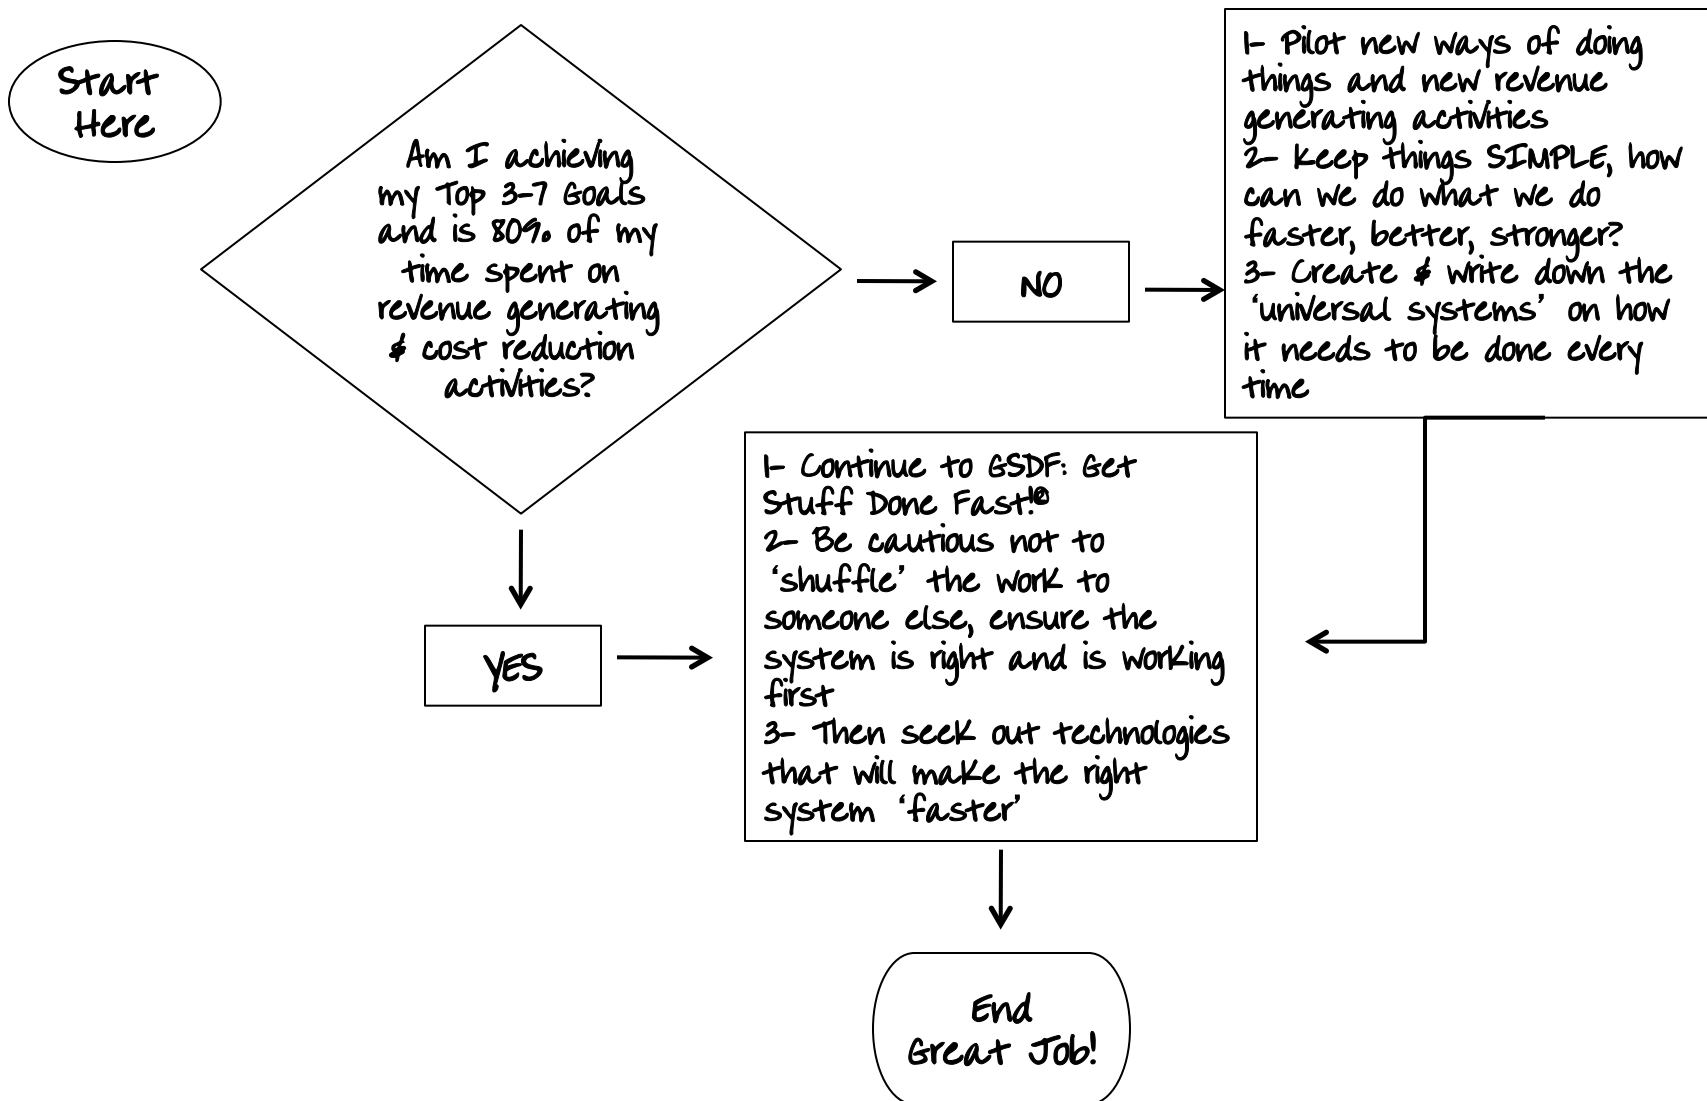 Start
Here
Am I achieving
my Top 3-7 Goals
and is 80% of my
time spent on
revenue generating
& cost reduction
activities?
NO
1- Pilot new ways of doing
things and new revenue
generating activities
2- Keep things SIMPLE, how
can we do what we do
faster, better, stronger?
3- Create & write down the
‘universal systems’ on how
it needs to be done every
time
YES
1- Continue to GSDF: Get
Stuff Done Fast!©
2- Be cautious not to
‘shuffle’ the work to
someone else, ensure the
system is right and is working
first
3- Then seek out technologies
that will make the right
system ‘faster’
End
Great Job!